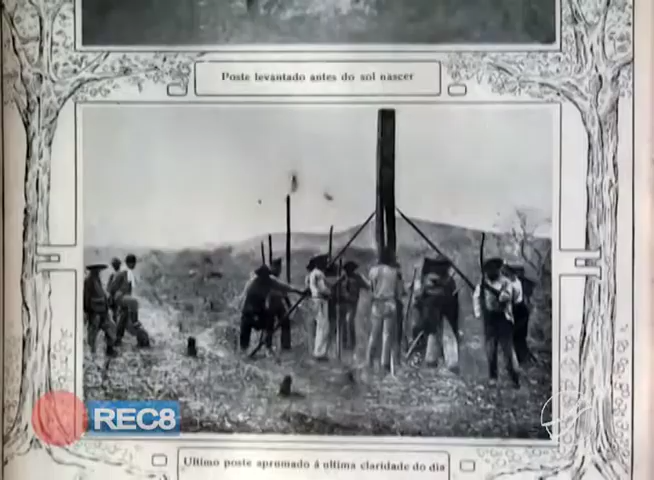 Poste levantado antes do sol nascer
REC8
Ultimo poste aprumado á ultima claridade do dia